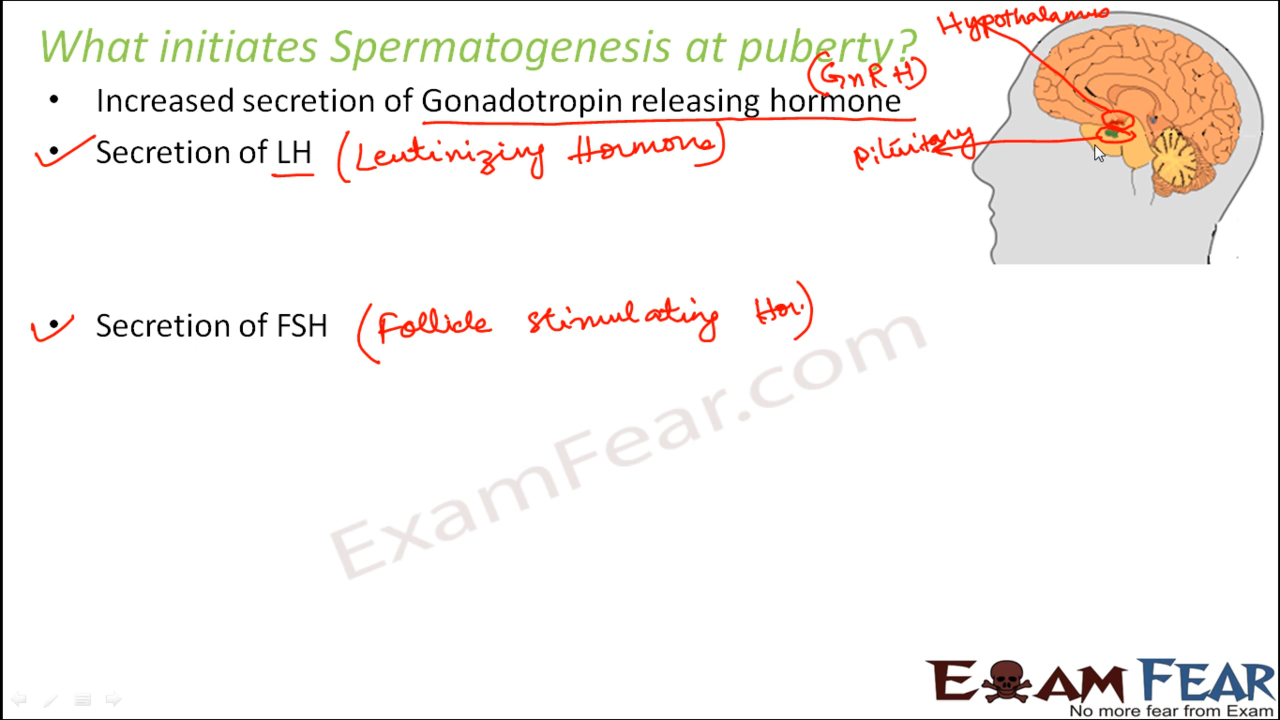 What initiates Spermatogenesis at puberty?
Hypothalamus
(GnRH)
• Increased secretion of Gonadotropin releasing hormone
• Secretion of LH (Leutinizing Hormone)
Pituitary
• Secretion of FSH (Follicle stimulating Hor.)
ExamFear.com
EXAM FEAR
No more fear from Exam